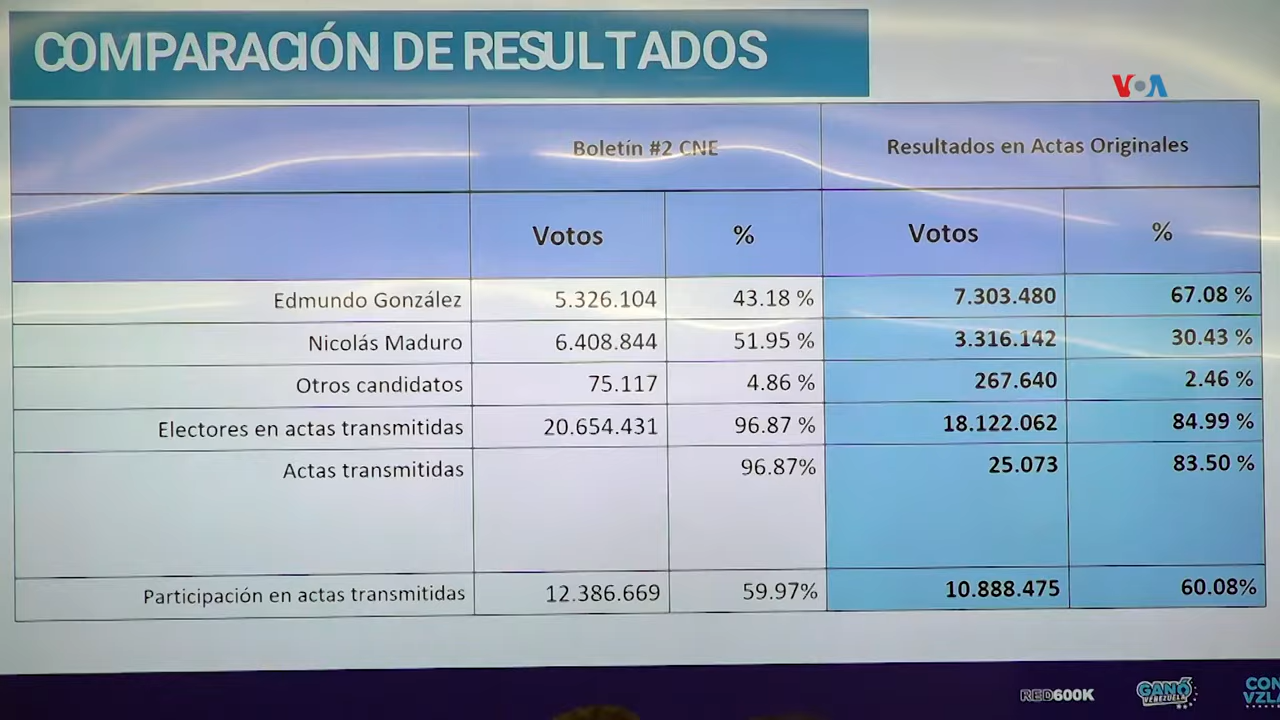 COMPARACIÓN DE RESULTADOS
VOA
Boletín #2 CNE Resultados en Actas Originales
Votos % Votos %
Edmundo González 5.326.104 43.18 % 7.303.480 67.08 %
Nicolás Maduro 6.408.844 51.95 % 3.316.142 30.43 %
Otros candidatos 75.117 4.86 % 267.640 2.46 %
Electores en actas transmitidas 20.654.431 96.87 % 18.122.062 84.99 %
Actas transmitidas 96.87% 25.073 83.50 %
Participación en actas transmitidas 12.386.669 59.97% 10.888.475 60.08%
RED600K GANÓ VENEZUELA CON VZLA